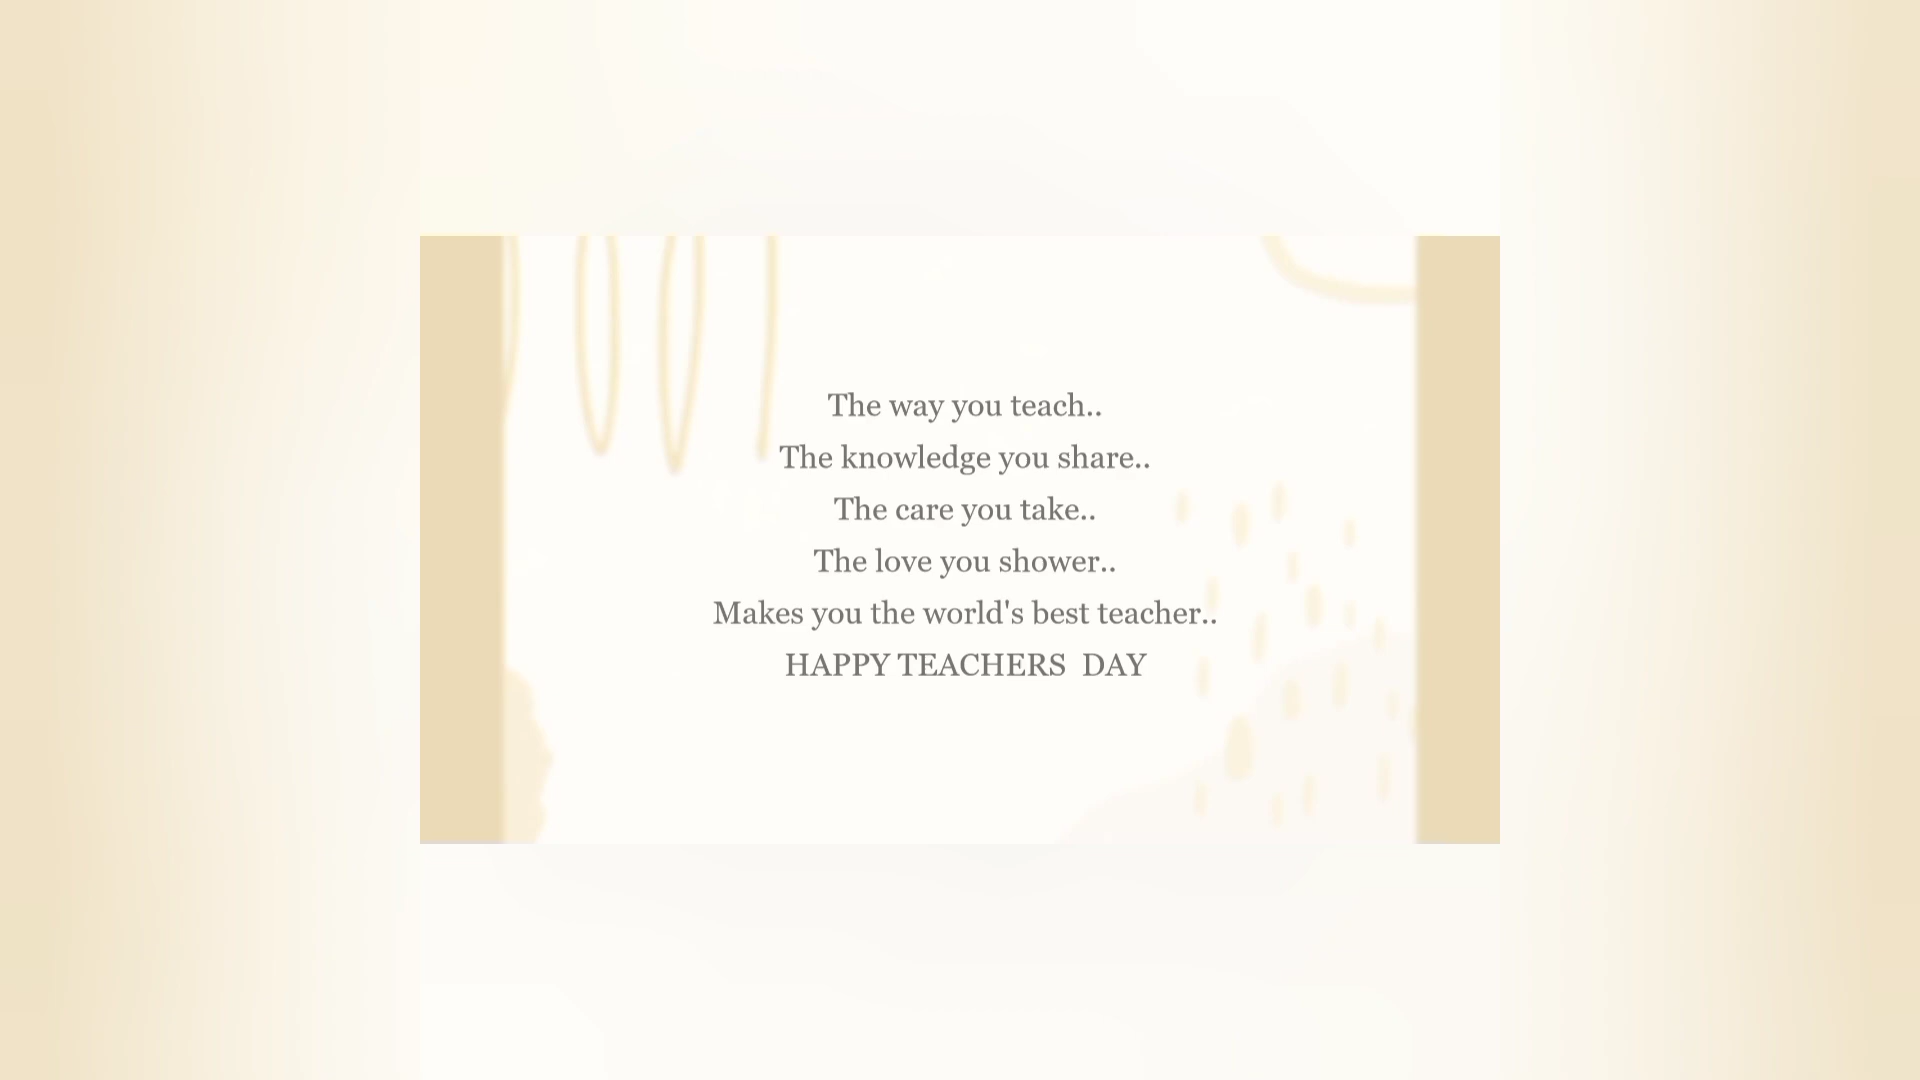 The way you teach..
The knowledge you share..
The care you take..
The love you shower..
Makes you the world's best teacher..
HAPPY TEACHERS  DAY